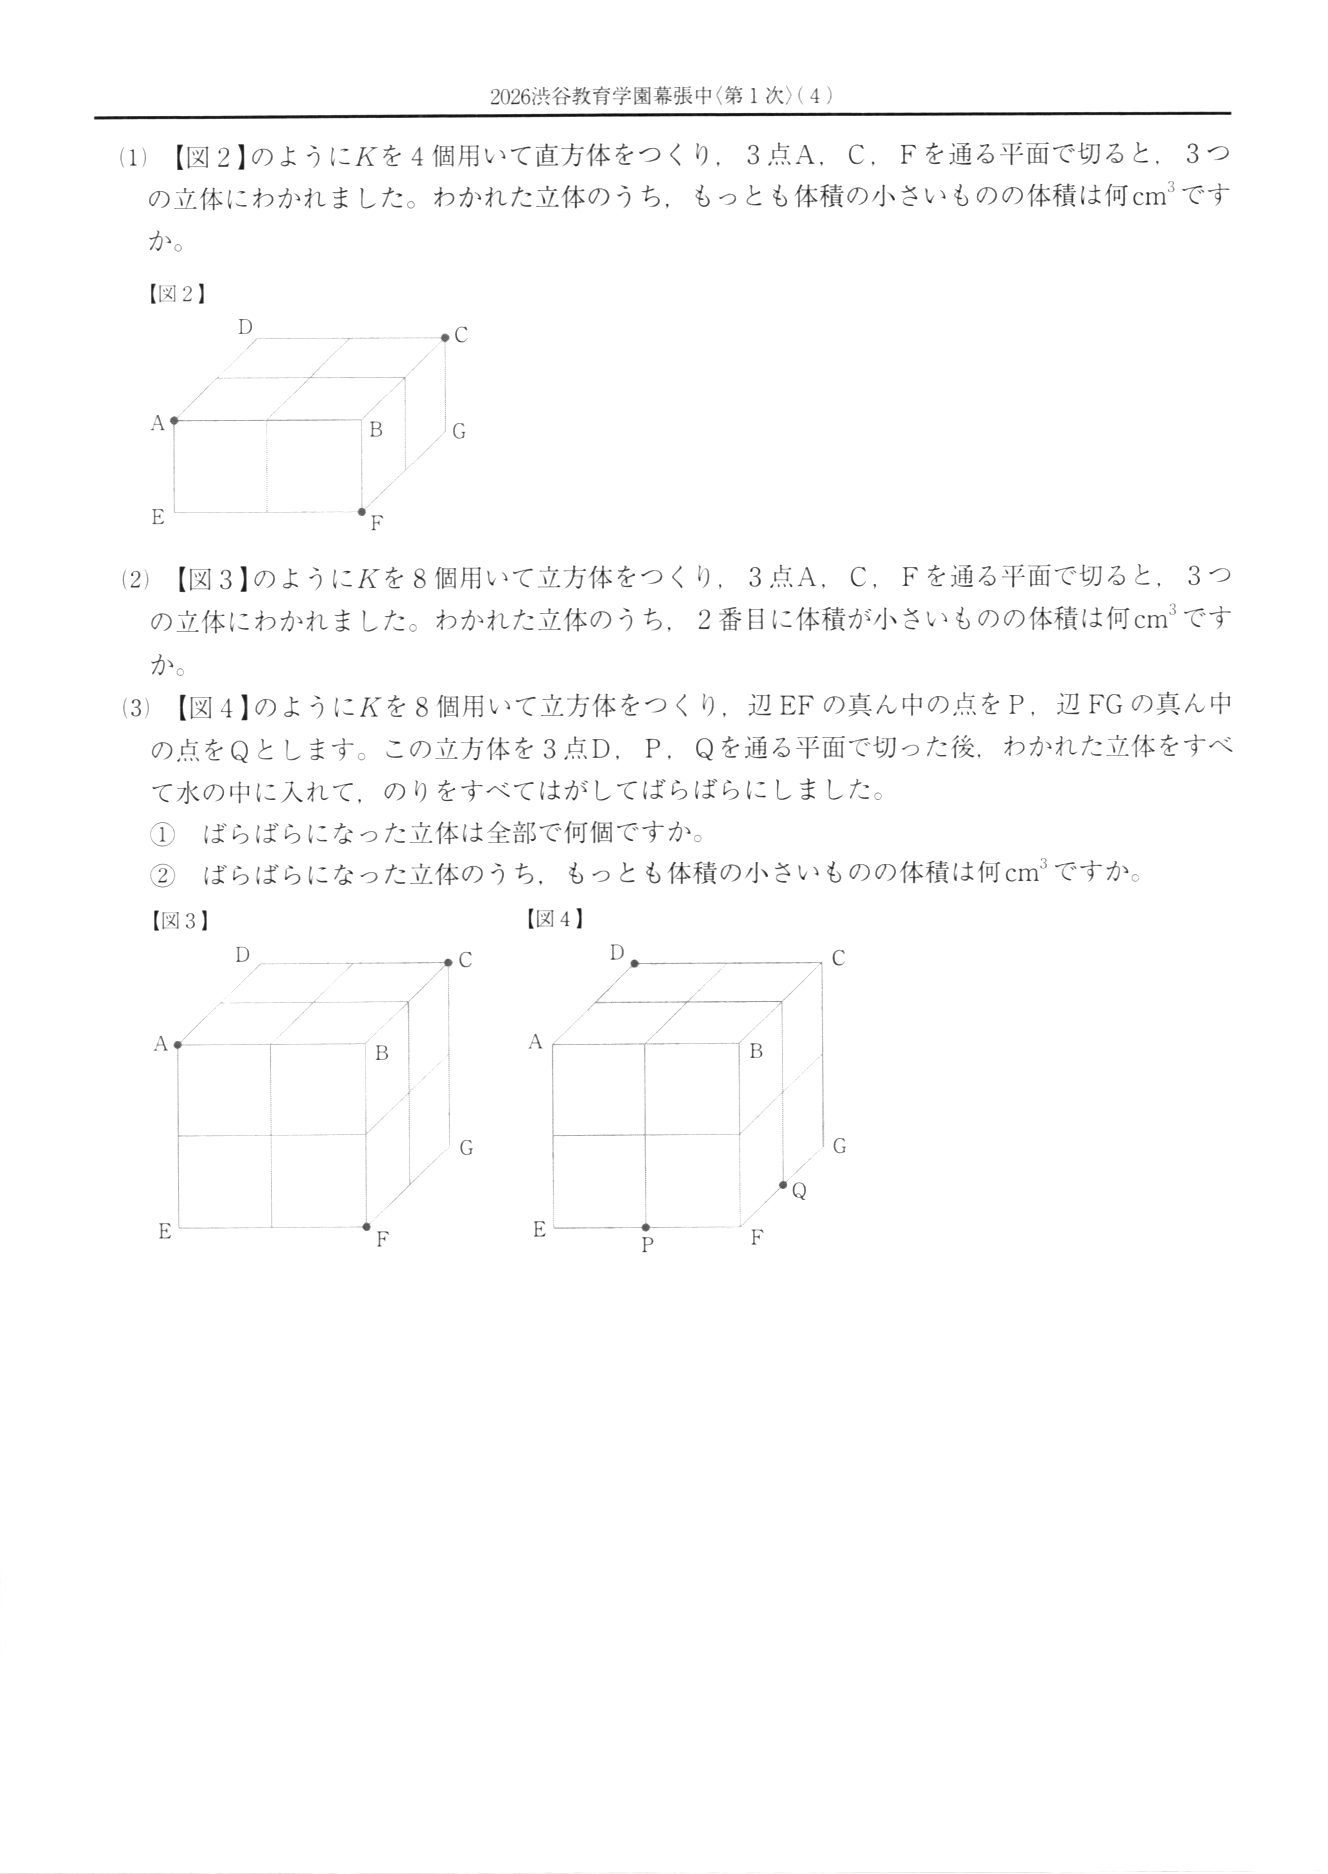 2026渋谷教育学園幕張中〈第1次〉(4)
(1) 【図2】のようにKを4個用いて直方体をつくり，3点A，C，Fを通る平面で切ると，3つ
の立体にわかれました。わかれた立体のうち，もっとも体積の小さいものの体積は何cm³です
か。
【図2】
D
C
A
B
G
E
F
(2) 【図3】のようにKを8個用いて立方体をつくり，3点A，C，Fを通る平面で切ると，3つ
の立体にわかれました。わかれた立体のうち，2番目に体積が小さいものの体積は何cm³です
か。
(3) 【図4】のようにKを8個用いて立方体をつくり，辺EFの真ん中の点をP，辺FGの真ん中
の点をQとします。この立方体を3点D，P，Qを通る平面で切った後，わかれた立体をすべ
て水の中に入れて，のりをすべてはがしてばらばらにしました。
① ばらばらになった立体は全部で何個ですか。
② ばらばらになった立体のうち，もっとも体積の小さいものの体積は何cm³ですか。
【図3】
D
C
A
B
G
E
F
【図4】
D
C
A
B
G
Q
E
P
F